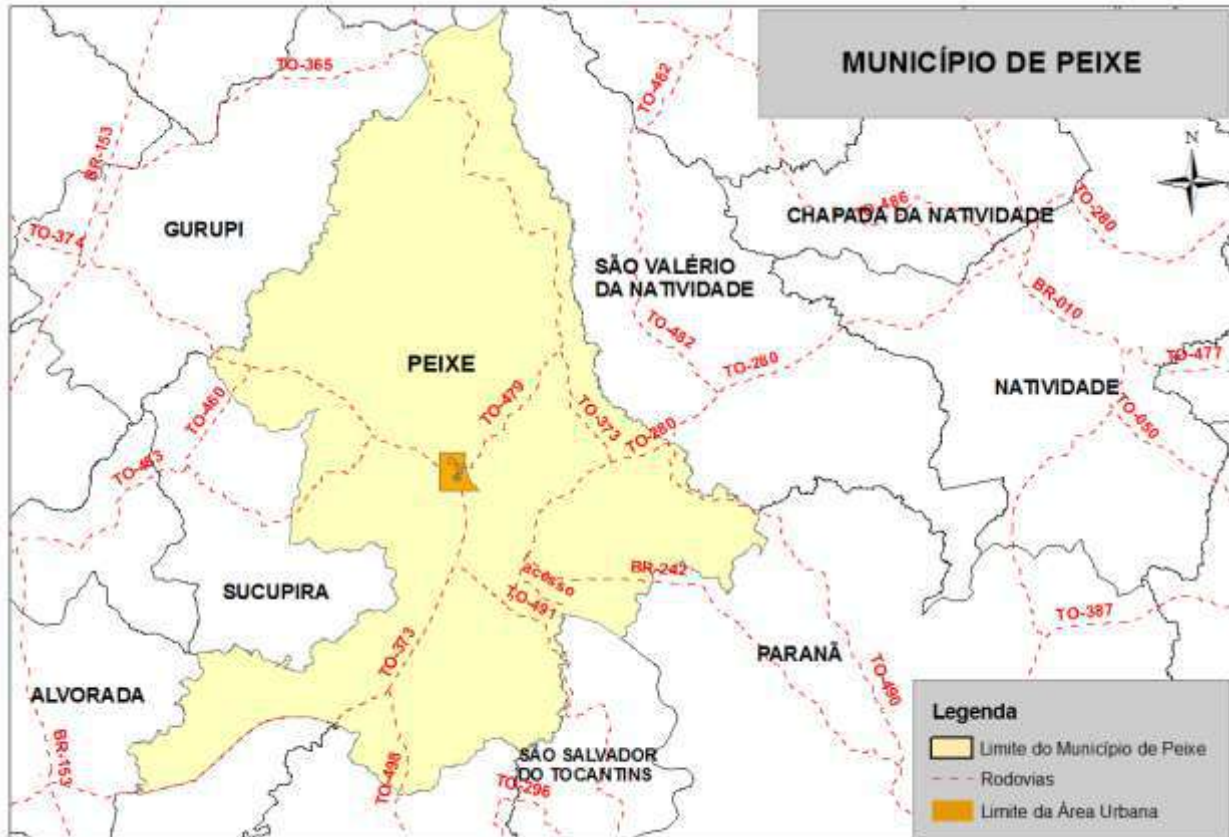 MUNICÍPIO DE PEIXE
N
TO-365
TO-482
BR-153
TO-374
GURUPI
CHAPADA DA NATIVIDADE
TO-486
TO-280
SÃO VALÉRIO
DA NATIVIDADE
BR-010
TO-482
TO-280
TO-477
PEIXE
NATIVIDADE
TO-479
TO-460
TO-373
TO-280
TO-050
TO-483
acesso
BR-242
SUCUPIRA
TO-491
TO-387
TO-373
PARANÃ
TO-490
ALVORADA
BR-153
TO-498
SÃO SALVADOR
DO TOCANTINS
TO-296
Legenda
Limite do Município de Peixe
Rodovias
Limite da Área Urbana